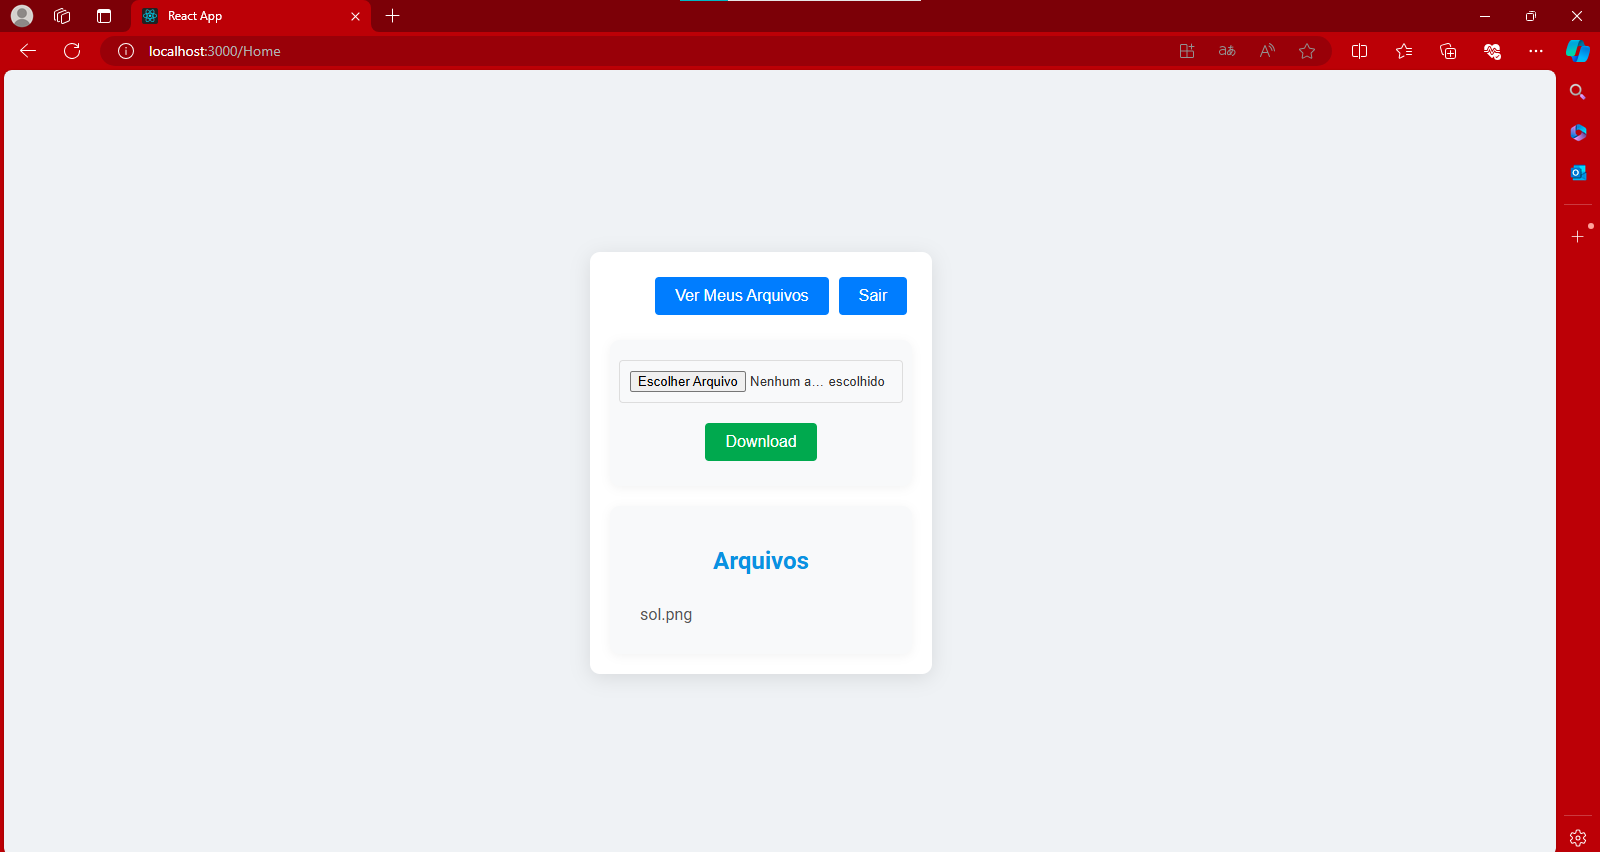 React App
localhost:3000/Home
Ver Meus Arquivos
Sair
Escolher Arquivo Nenhum a... escolhido
Download
Arquivos
sol.png